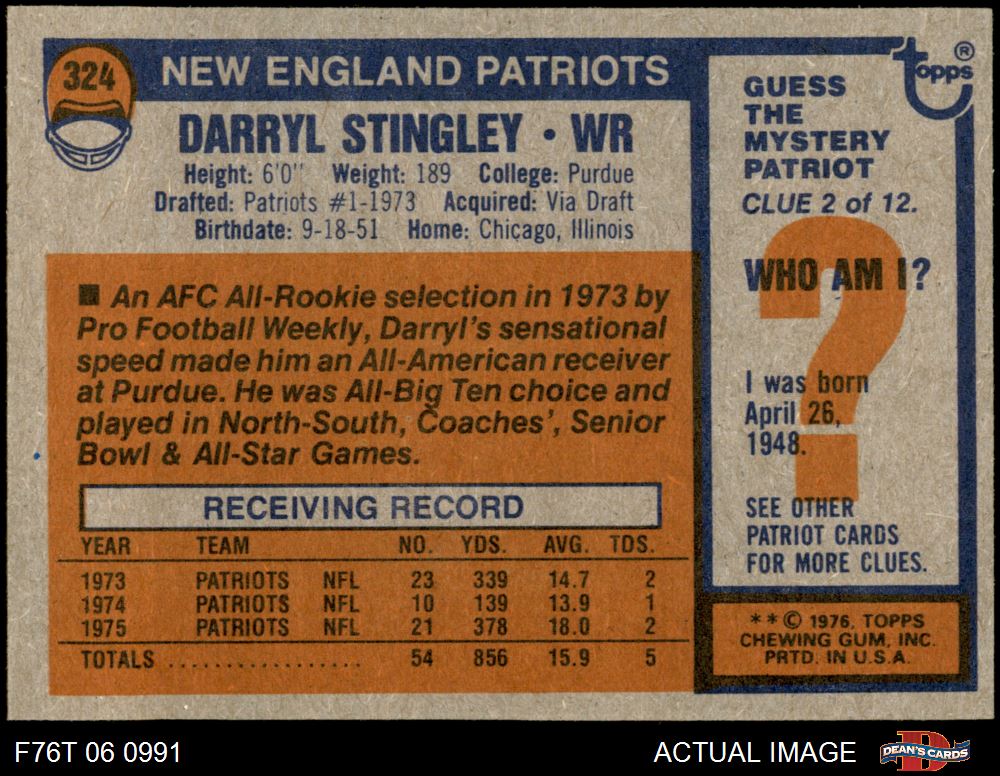 324
NEW ENGLAND PATRIOTS
DARRYL STINGLEY • WR
Height: 6'0" Weight: 189 College: Purdue
Drafted: Patriots #1-1973 Acquired: Via Draft
Birthdate: 9-18-51 Home: Chicago, Illinois
■ An AFC All-Rookie selection in 1973 by
Pro Football Weekly, Darryl's sensational
speed made him an All-American receiver
at Purdue. He was All-Big Ten choice and
played in North-South, Coaches', Senior
Bowl & All-Star Games.
RECEIVING RECORD
YEAR TEAM NO. YDS. AVG. TDS.
1973 PATRIOTS NFL 23 339 14.7 2
1974 PATRIOTS NFL 10 139 13.9 1
1975 PATRIOTS NFL 21 378 18.0 2
TOTALS .................. 54 856 15.9 5
topps ®
GUESS
THE
MYSTERY
PATRIOT
CLUE 2 of 12.
?
WHO AM I?
I was born
April 26,
1948.
SEE OTHER
PATRIOT CARDS
FOR MORE CLUES.
**© 1976, TOPPS
CHEWING GUM, INC.
PRTD. IN U.S.A.
F76T 06 0991
ACTUAL IMAGE
D
DEAN'S CARDS